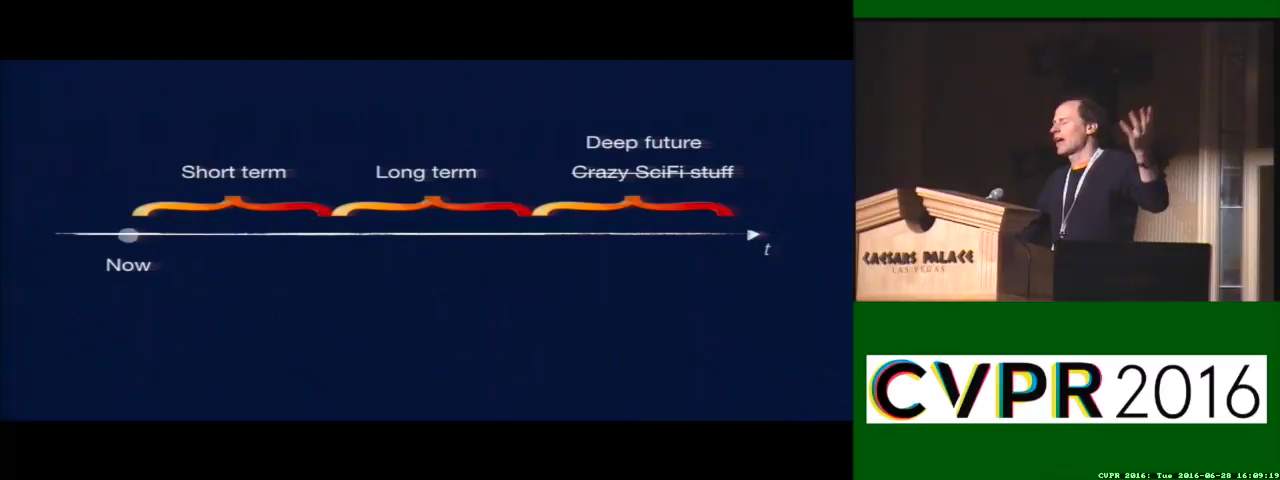 Deep future
Short term
Long term
Crazy SciFi stuff
Now
t
CAESARS PALACE
LAS VEGAS
CVPR 2016
CVPR 2016: Tue 2016-06-28 16:09:19